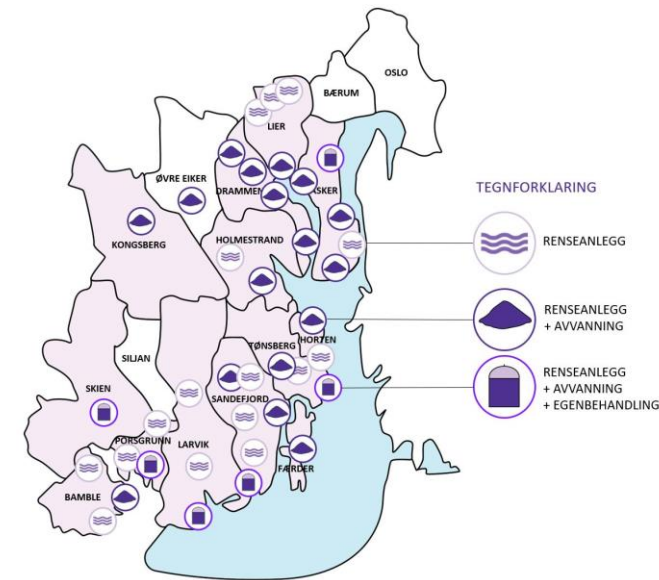 OSLO
BÆRUM
LIER
ØVRE EIKER
DRAMMEN
ASKER
TEGNFORKLARING
KONGSBERG
HOLMESTRAND
RENSEANLEGG
RENSEANLEGG
+ AVVANNING
HORTEN
TØNSBERG
SILJAN
SKIEN
SANDEFJORD
RENSEANLEGG
+ AVVANNING
+ EGENBEHANDLING
PORSGRUNN
LARVIK
FÆRDER
BAMBLE